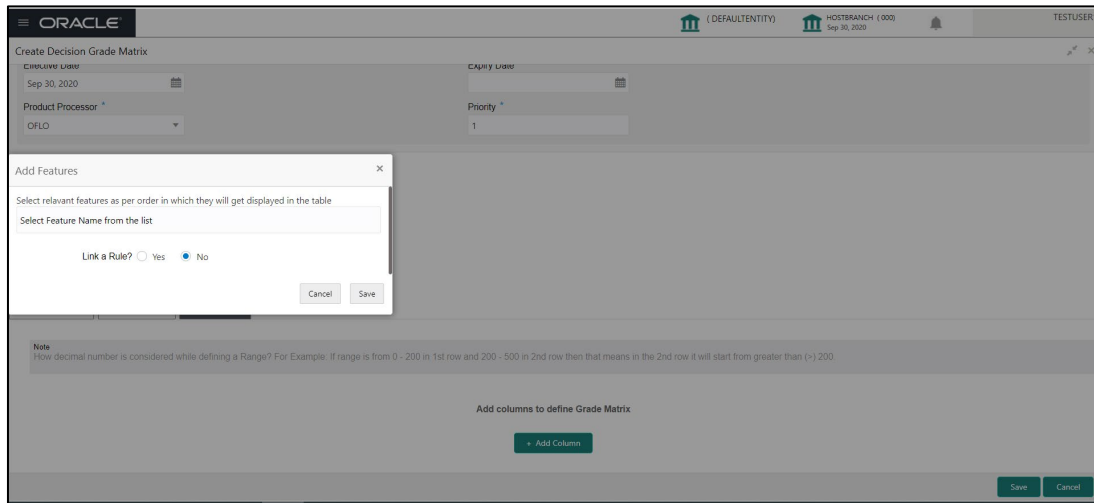 ORACLE
( DEFAULTENTITY)
HOSTBRANCH ( 000)
Sep 30, 2020
TESTUSER
Create Decision Grade Matrix
Effective Date
Expiry Date
Sep 30, 2020
Product Processor *
Priority *
OFLO
1
Add Features
Select relavant features as per order in which they will get displayed in the table
Select Feature Name from the list
Link a Rule? Yes No
Cancel Save
Note
How decimal number is considered while defining a Range? For Example: If range is from 0 - 200 in 1st row and 200 - 500 in 2nd row then that means in the 2nd row it will start from greater than (>) 200
Add columns to define Grade Matrix
+ Add Column
Save Cancel